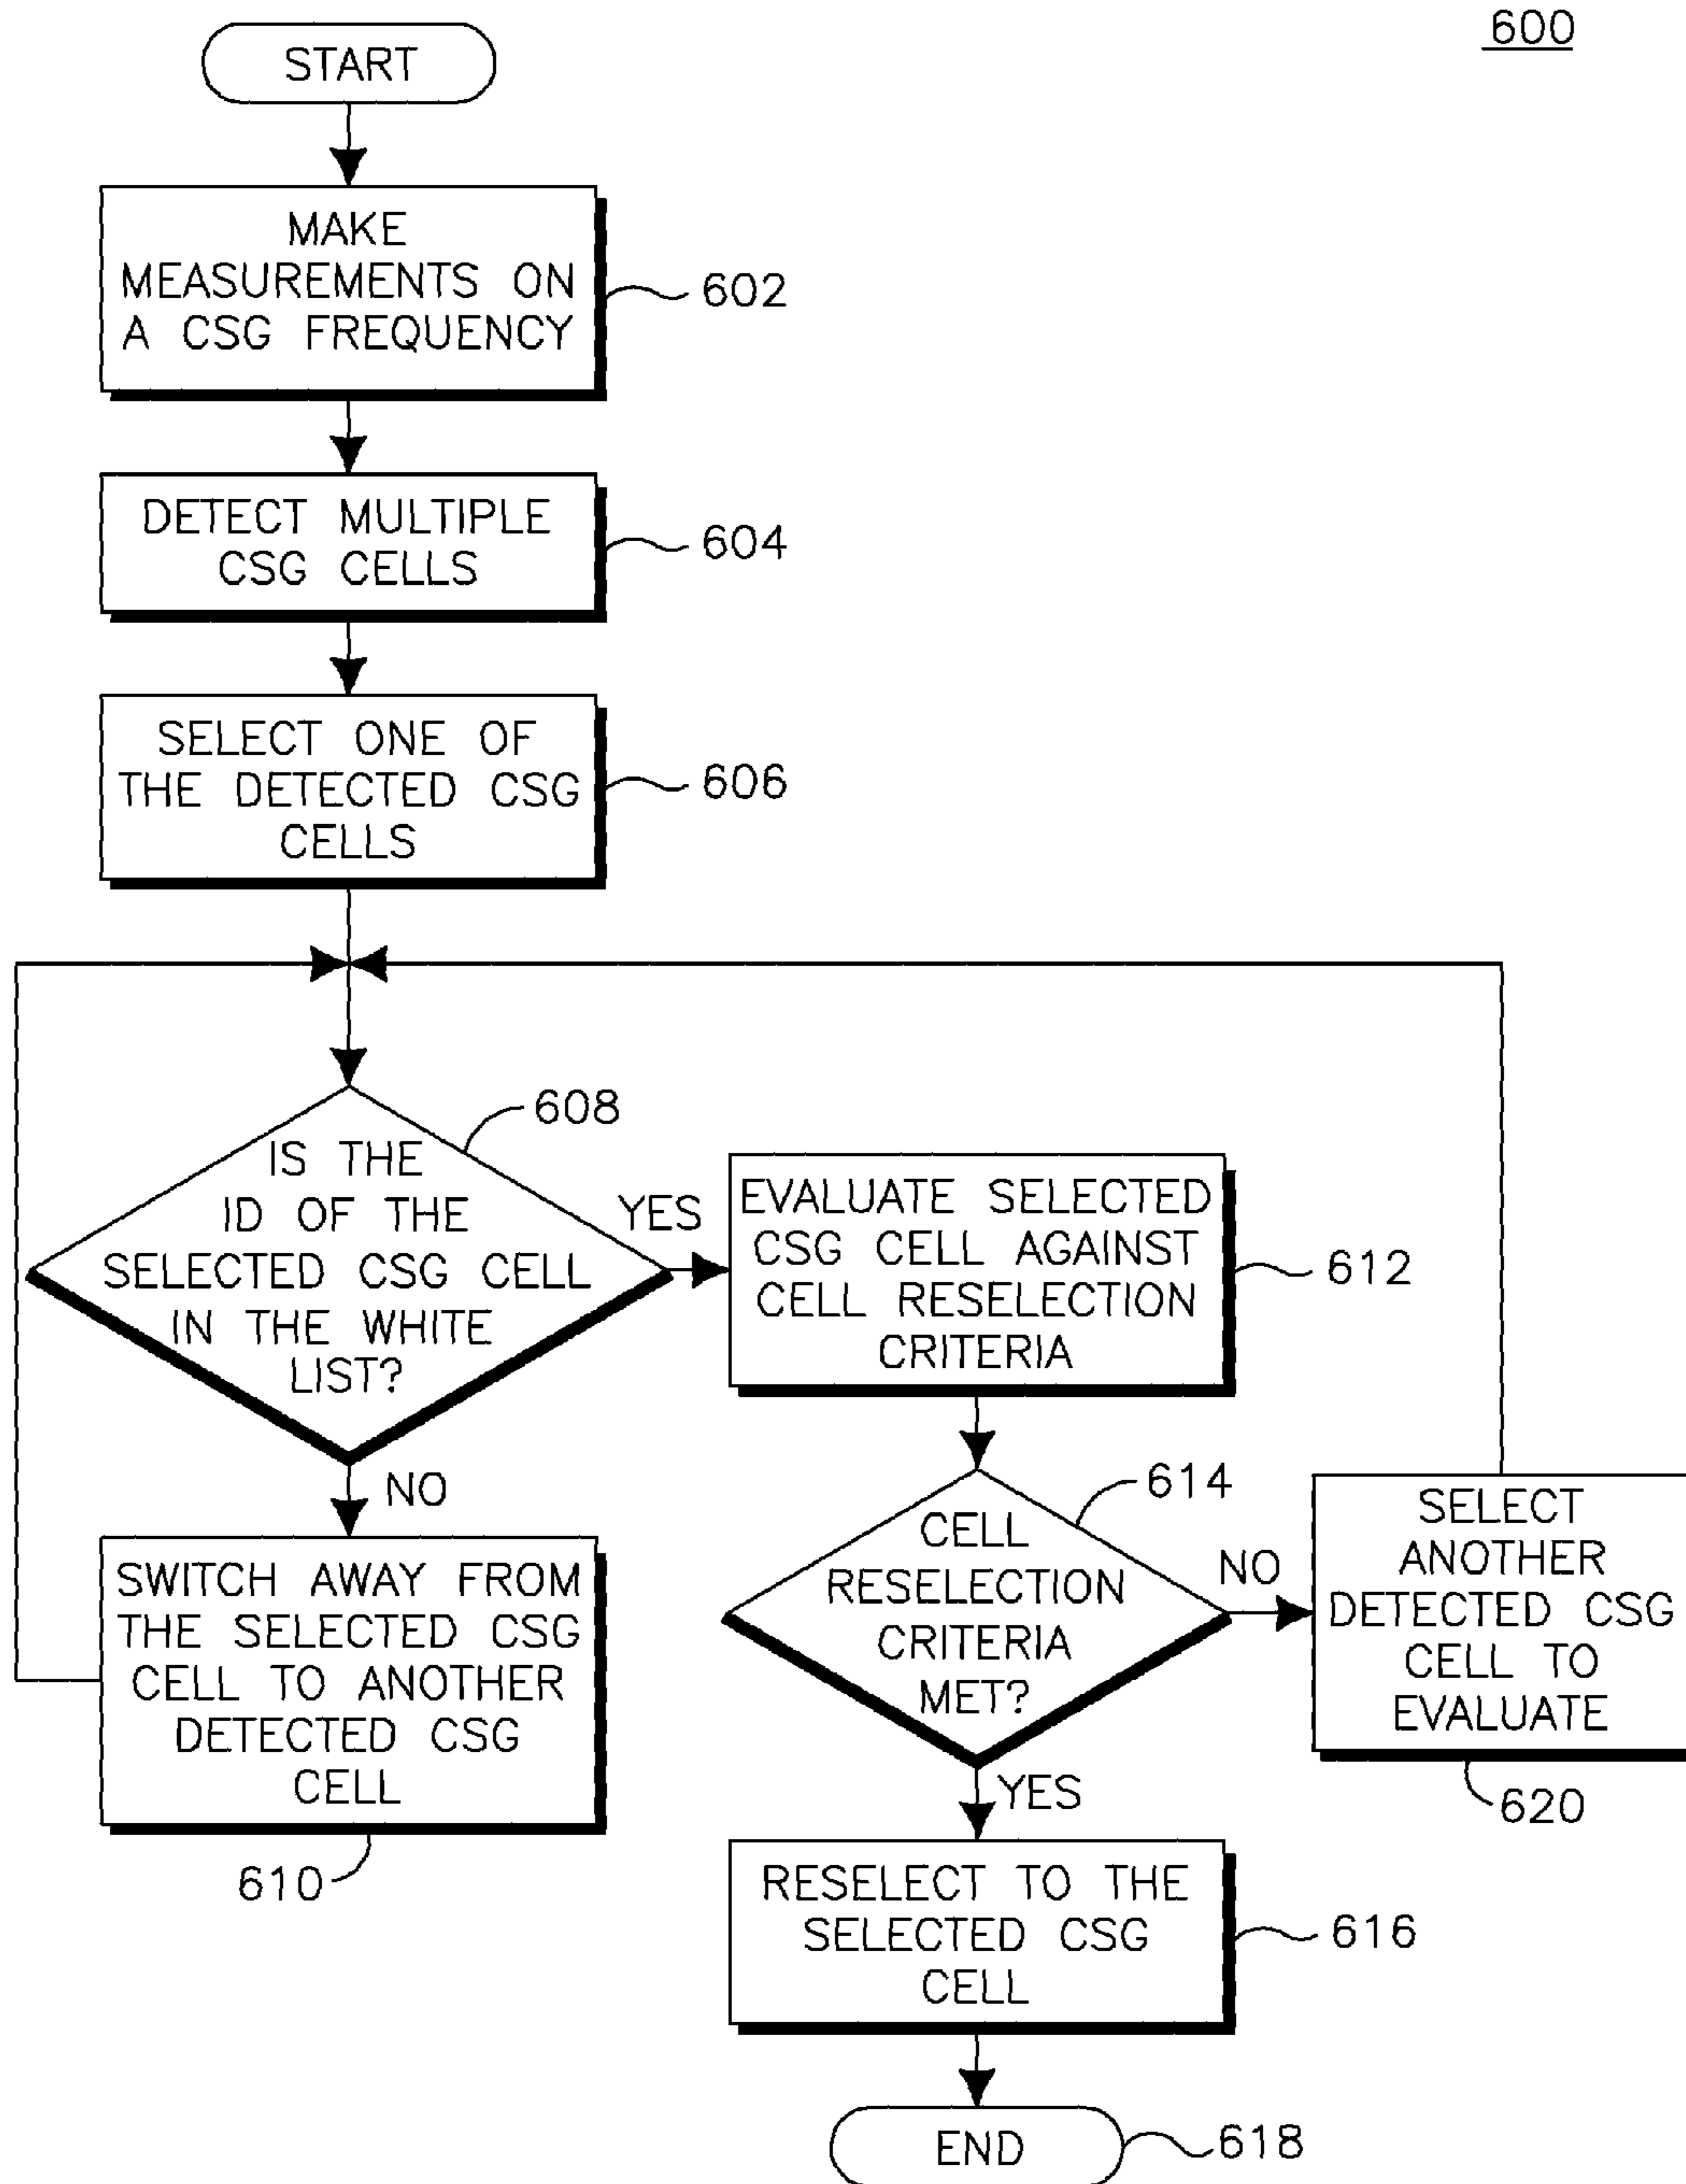 600
START
MAKE
MEASUREMENTS ON
A CSG FREQUENCY
602
DETECT MULTIPLE
CSG CELLS
604
SELECT ONE OF
THE DETECTED CSG
CELLS
606
IS THE
ID OF THE
SELECTED CSG CELL
IN THE WHITE
LIST?
608
YES
NO
SWITCH AWAY FROM
THE SELECTED CSG
CELL TO ANOTHER
DETECTED CSG
CELL
610
EVALUATE SELECTED
CSG CELL AGAINST
CELL RESELECTION
CRITERIA
612
CELL
RESELECTION
CRITERIA
MET?
614
NO
YES
SELECT
ANOTHER
DETECTED CSG
CELL TO
EVALUATE
620
RESELECT TO THE
SELECTED CSG
CELL
616
END
618